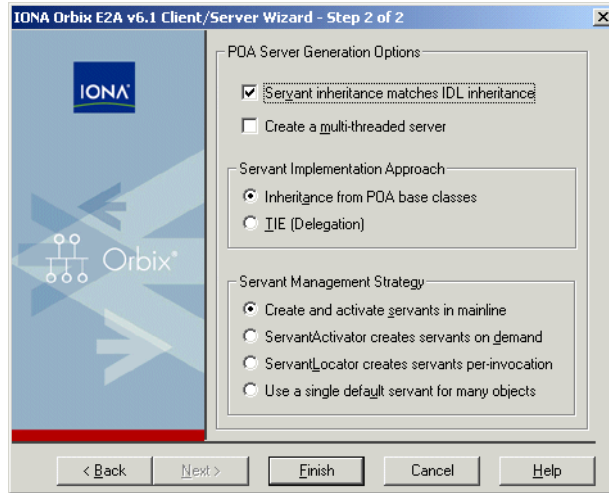 IONA Orbix E2A v6.1 Client/Server Wizard - Step 2 of 2
IONA
Orbix
POA Server Generation Options
Servant inheritance matches IDL inheritance
Create a multi-threaded server
Servant Implementation Approach
Inheritance from POA base classes
TIE (Delegation)
Servant Management Strategy
Create and activate servants in mainline
ServantActivator creates servants on demand
ServantLocator creates servants per-invocation
Use a single default servant for many objects
< Back
Next >
Finish
Cancel
Help